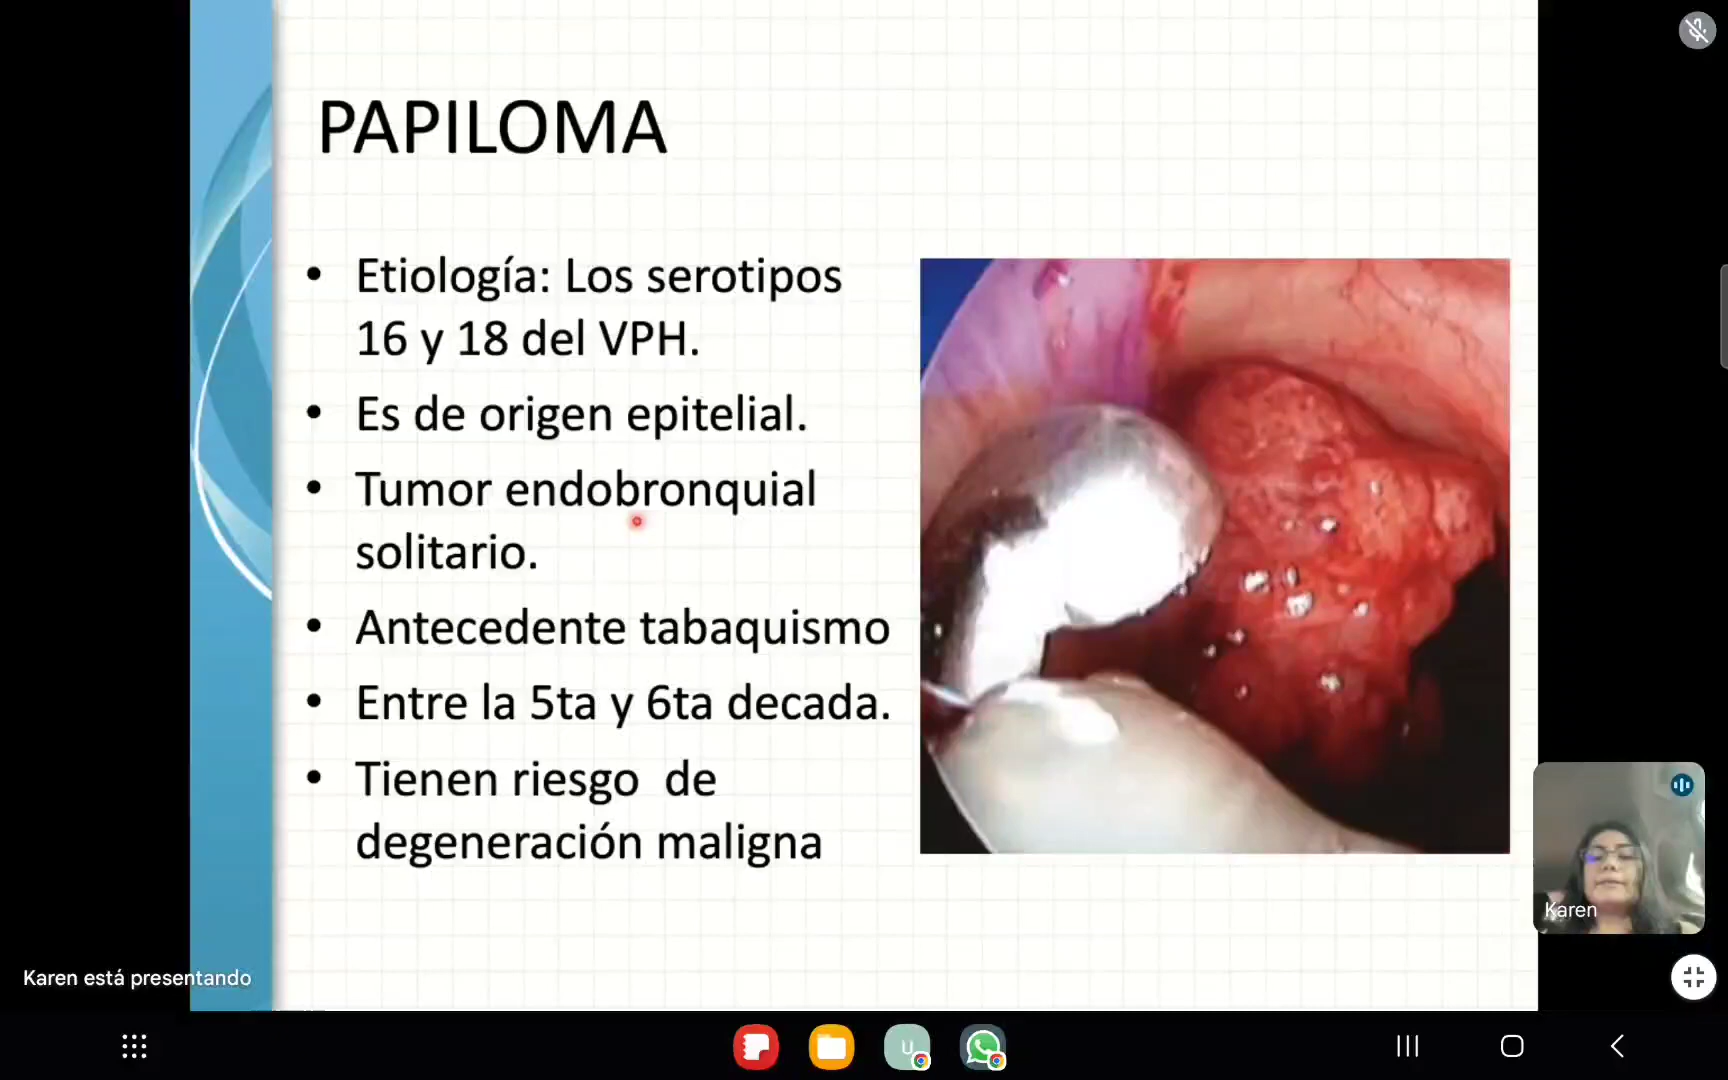 PAPILOMA
• Etiología: Los serotipos
16 y 18 del VPH.
• Es de origen epitelial.
• Tumor endobronquial
solitario.
• Antecedente tabaquismo
• Entre la 5ta y 6ta decada.
• Tienen riesgo  de
degeneración maligna
Karen
Karen está presentando
U